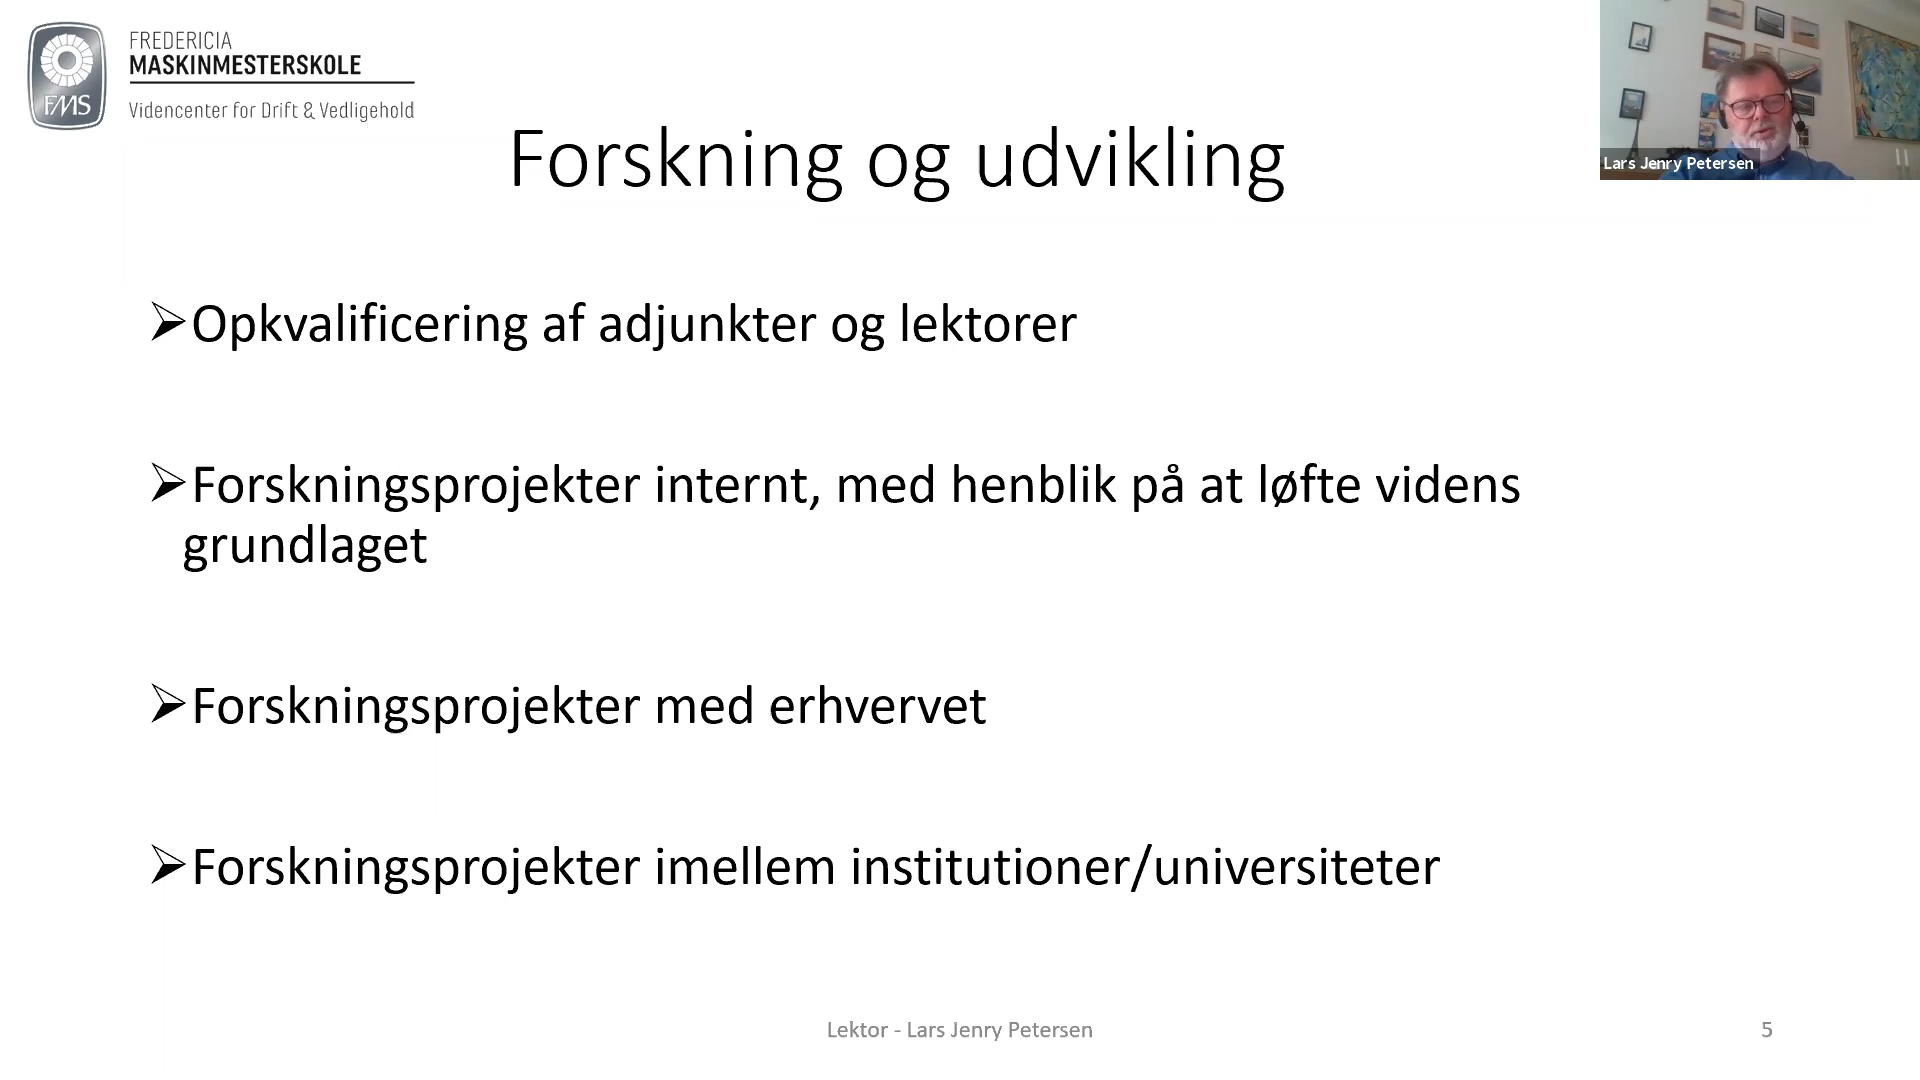 FREDERICIA
MASKINMESTERSKOLE
FMS
Videncenter for Drift & Vedligehold
Lars Jenry Petersen
Forskning og udvikling
➢Opkvalificering af adjunkter og lektorer
➢Forskningsprojekter internt, med henblik på at løfte videns
grundlaget
➢Forskningsprojekter med erhvervet
➢Forskningsprojekter imellem institutioner/universiteter
Lektor - Lars Jenry Petersen
5